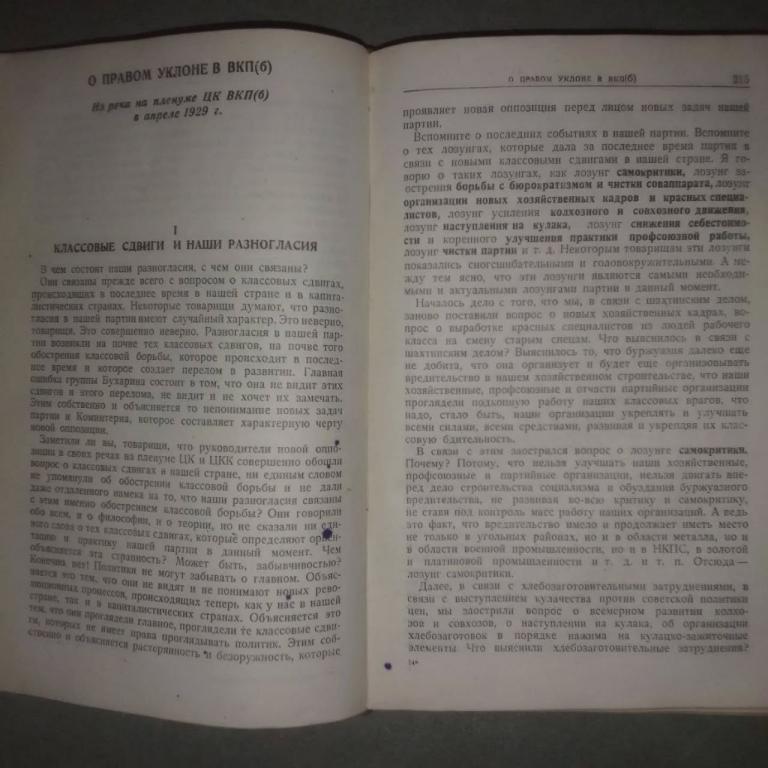 О ПРАВОМ УКЛОНЕ В ВКП(б)
Из речи на пленуме ЦК ВКП(б)
в апреле 1929 г.
I
КЛАССОВЫЕ СДВИГИ И НАШИ РАЗНОГЛАСИЯ
В чем состоят наши разногласия, с чем они связаны?
Они связаны прежде всего с вопросом о классовых сдвигах,
происходящих в последнее время в нашей стране и в капита-
листических странах. Некоторые товарищи думают, что разно-
гласия в нашей партии имеют случайный характер. Это неверно,
товарищи. Это совершенно неверно. Разногласия в нашей пар-
тии возникли на почве тех классовых сдвигов, на почве того
обострения классовой борьбы, которое происходит в послед-
нее время и которое создает перелом в развитии. Главная
ошибка группы Бухарина состоит в том, что она не видит этих
сдвигов и этого перелома, не видит и не хочет их замечать.
Этим собственно и объясняется то непонимание новых задач
партии и Коминтерна, которое составляет характерную черту
новой оппозиции.
Заметили ли вы, товарищи, что руководители новой оппо-
зиции в своих речах на пленуме ЦК и ЦКК совершенно обошли
вопрос о классовых сдвигах в нашей стране, ни единым словом
не упомянули об обострении классовой борьбы и не дали
даже отдаленного намека на то, что наши разногласия связаны
с этим именно обострением классовой борьбы? Они говорили
обо всем, и о философии, и о теории, но не сказали ни еди-
ного слова о тех классовых сдвигах, которые определяют ориен-
тацию и практику нашей партии в данный момент. Чем
объясняется эта странность? Может быть, забывчивостью?
Конечно нет! Политики не могут забывать о главном. Объяс-
няется это тем, что они не видят и не понимают новых рево-
люционных процессов, происходящих теперь как у нас в нашей
стране, так и в капиталистических странах. Объясняется это
тем, что они проглядели главное, проглядели те классовые сдви-
ги, которых не имеет права проглядывать политик. Этим соб-
ственно и объясняется растерянность и безоружность, которые
О ПРАВОМ УКЛОНЕ В ВКП(б)
проявляет новая оппозиция перед лицом новых задач нашей
партии.
Вспомните о последних событиях в нашей партии. Вспомните
о тех лозунгах, которые дала за последнее время партия в
связи с новыми классовыми сдвигами в нашей стране. Я го-
ворю о таких лозунгах, как лозунг самокритики, лозунг за-
острения борьбы с бюрократизмом и чистки соваппарата, лозунг
организации новых хозяйственных кадров и красных специа-
листов, лозунг усиления колхозного и совхозного движения,
лозунг наступления на кулака, лозунг снижения себестоимо-
сти и коренного улучшения практики профсоюзной работы,
лозунг чистки партии и т. д. Некоторым товарищам эти лозунги
показались сногсшибательными и головокружительными. А ме-
жду тем ясно, что эти лозунги являются самыми необходи-
мыми и актуальными лозунгами партии в данный момент.
Началось дело с того, что мы, в связи с шахтинским делом,
заново поставили вопрос о новых хозяйственных кадрах, во-
прос о выработке красных специалистов из людей рабочего
класса на смену старым спецам. Что выяснилось в связи с
шахтинским делом? Выяснилось то, что буржуазия далеко еще
не добита, что она организует и будет еще организовывать
вредительство в нашем хозяйственном строительстве, что наши
хозяйственные, профсоюзные и отчасти партийные организации
проглядели подкопную работу наших классовых врагов, что
надо, стало быть, наши организации укреплять и улучшать
всеми силами, всеми средствами, развивая и укрепляя их клас-
совую бдительность.
В связи с этим заострился вопрос о лозунге самокритики.
Почему? Потому, что нельзя улучшать наши хозяйственные,
профсоюзные и партийные организации, нельзя двигать впе-
ред дело строительства социализма и обуздания буржуазного
вредительства, не развивая во-всю критику и самокритику,
не ставя под контроль масс работу наших организаций. А ведь
это факт, что вредительство имело и продолжает иметь место
не только в угольных районах, но и в области металла, но и
в области военной промышленности, но и в НКПС, в золотой
и платиновой промышленности и т. д. и т. п. Отсюда —
лозунг самокритики.
Далее, в связи с хлебозаготовительными затруднениями, в
связи с выступлением кулачества против советской политики
цен, мы заострили вопрос о всемерном развитии колхо-
зов и совхозов, о наступлении на кулака, об организации
хлебозаготовок в порядке нажима на кулацко-зажиточные
элементы. Что выяснили хлебозаготовительные затруднения?
14*